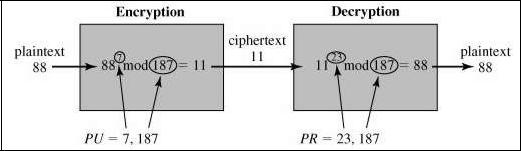 Encryption
Decryption
plaintext
88
88^7 mod 187 = 11
ciphertext
11
11^23 mod 187 = 88
plaintext
88
PU = 7, 187
PR = 23, 187